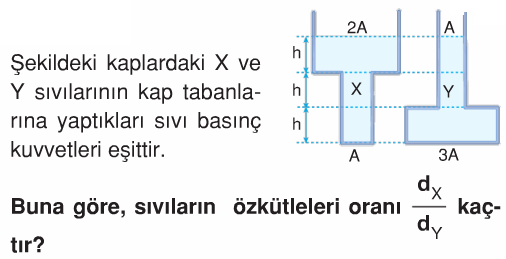 Şekildeki kaplardaki X ve
Y sıvılarının kap tabanla-
rına yaptıkları sıvı basınç
kuvvetleri eşittir.
2A
A
h
h
h
X
Y
A
3A
Buna göre, sıvıların özkütleleri oranı dX/dY kaç-
tır?